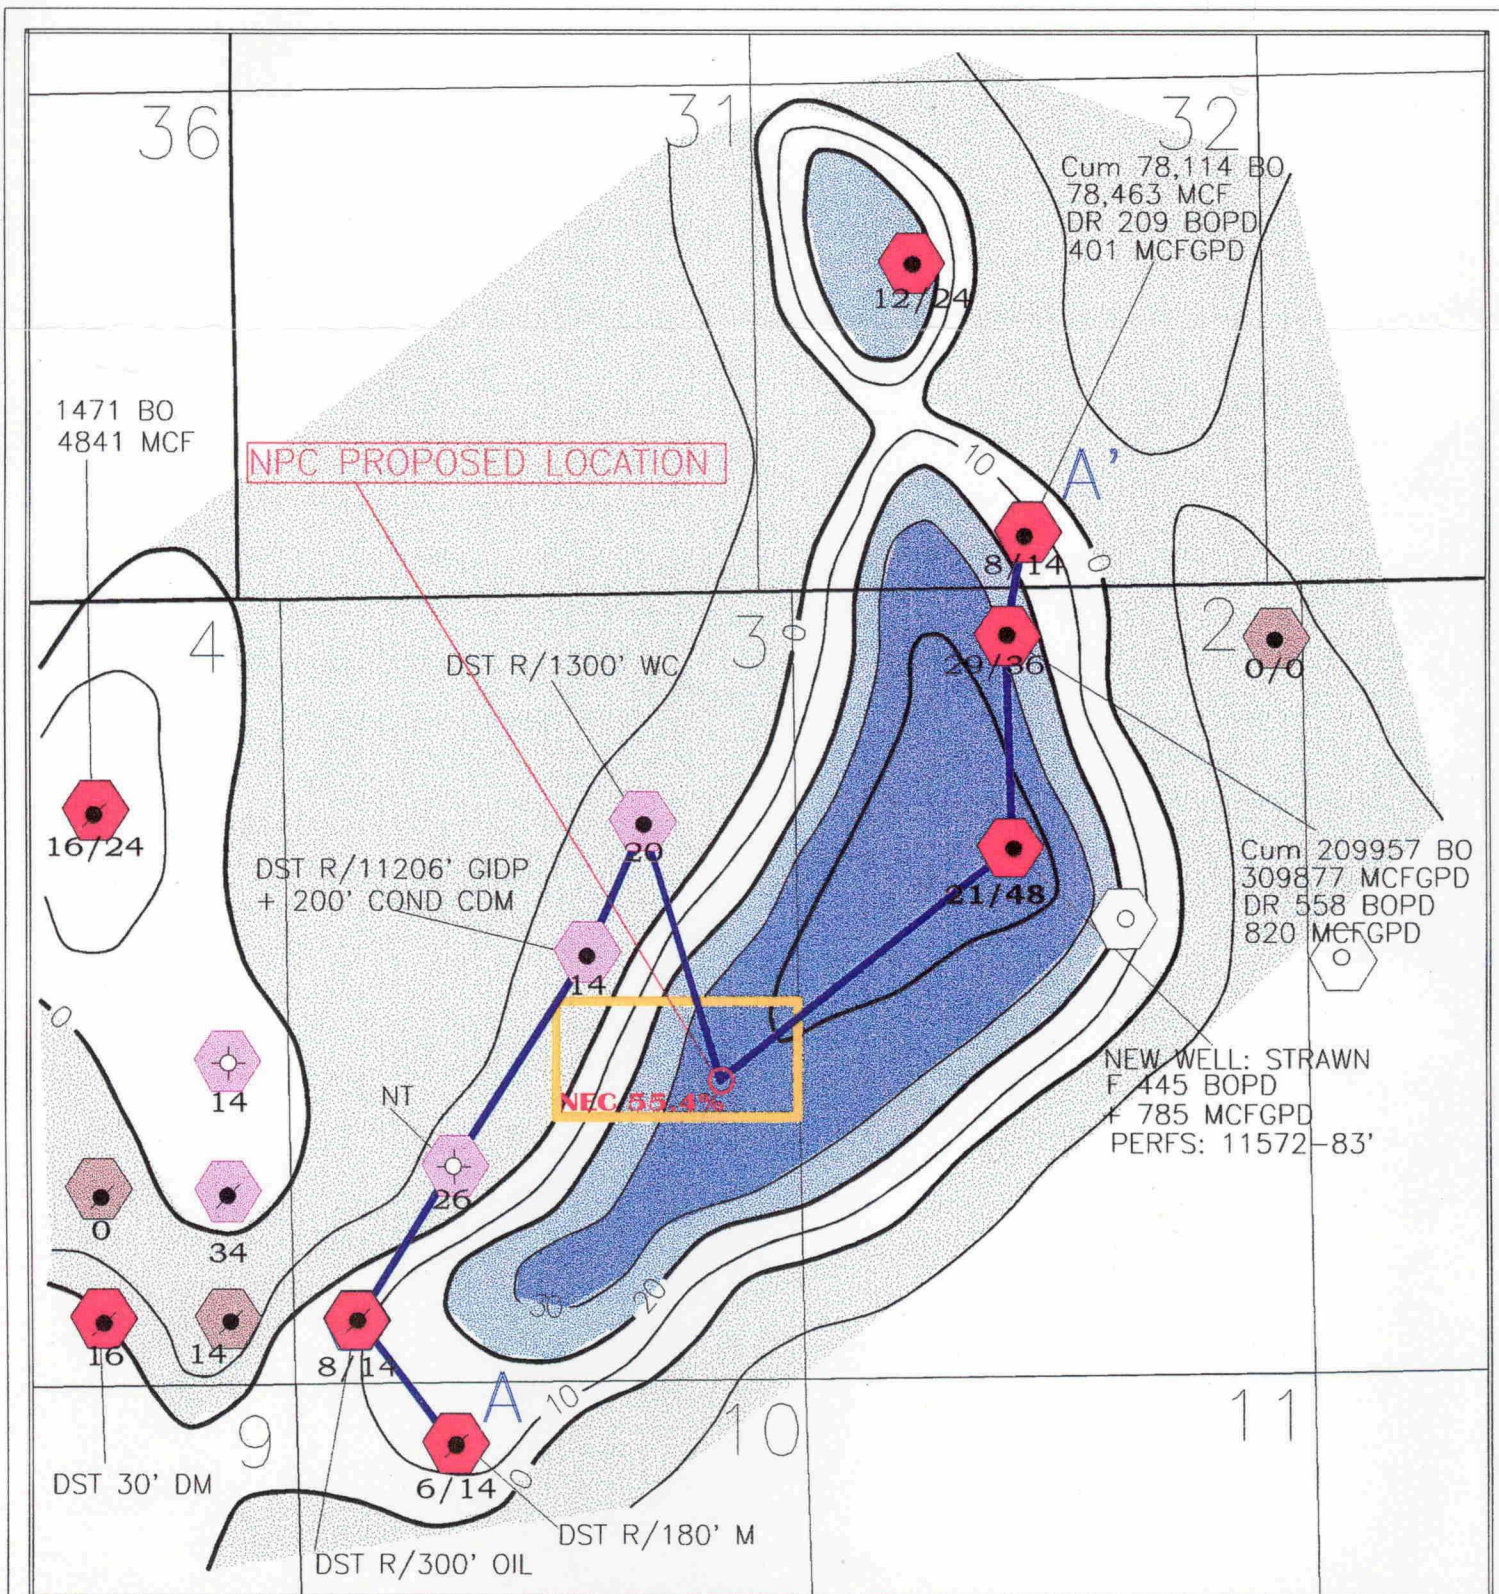 36
31
32
Cum 78,114 BO
78,463 MCF
DR 209 BOPD
401 MCFGPD
12/24
1471 BO
4841 MCF
NPC PROPOSED LOCATION
10
A'
8/14
0
4
3
2
0
DST R/1300' WC
29/36
0/0
16/24
20
DST R/11206' GIDP
+ 200' COND CDM
21/48
Cum 209957 BO
309877 MCFGPD
DR 558 BOPD
820 MCFGPD
14
0
14
NT
NEC 55.4%
NEW WELL: STRAWN
F 445 BOPD
+ 785 MCFGPD
PERFS: 11572-83'
26
0
34
30
20
16
14
8/14
A
10
9
10
11
0
DST 30' DM
6/14
DST R/180' M
DST R/300' OIL